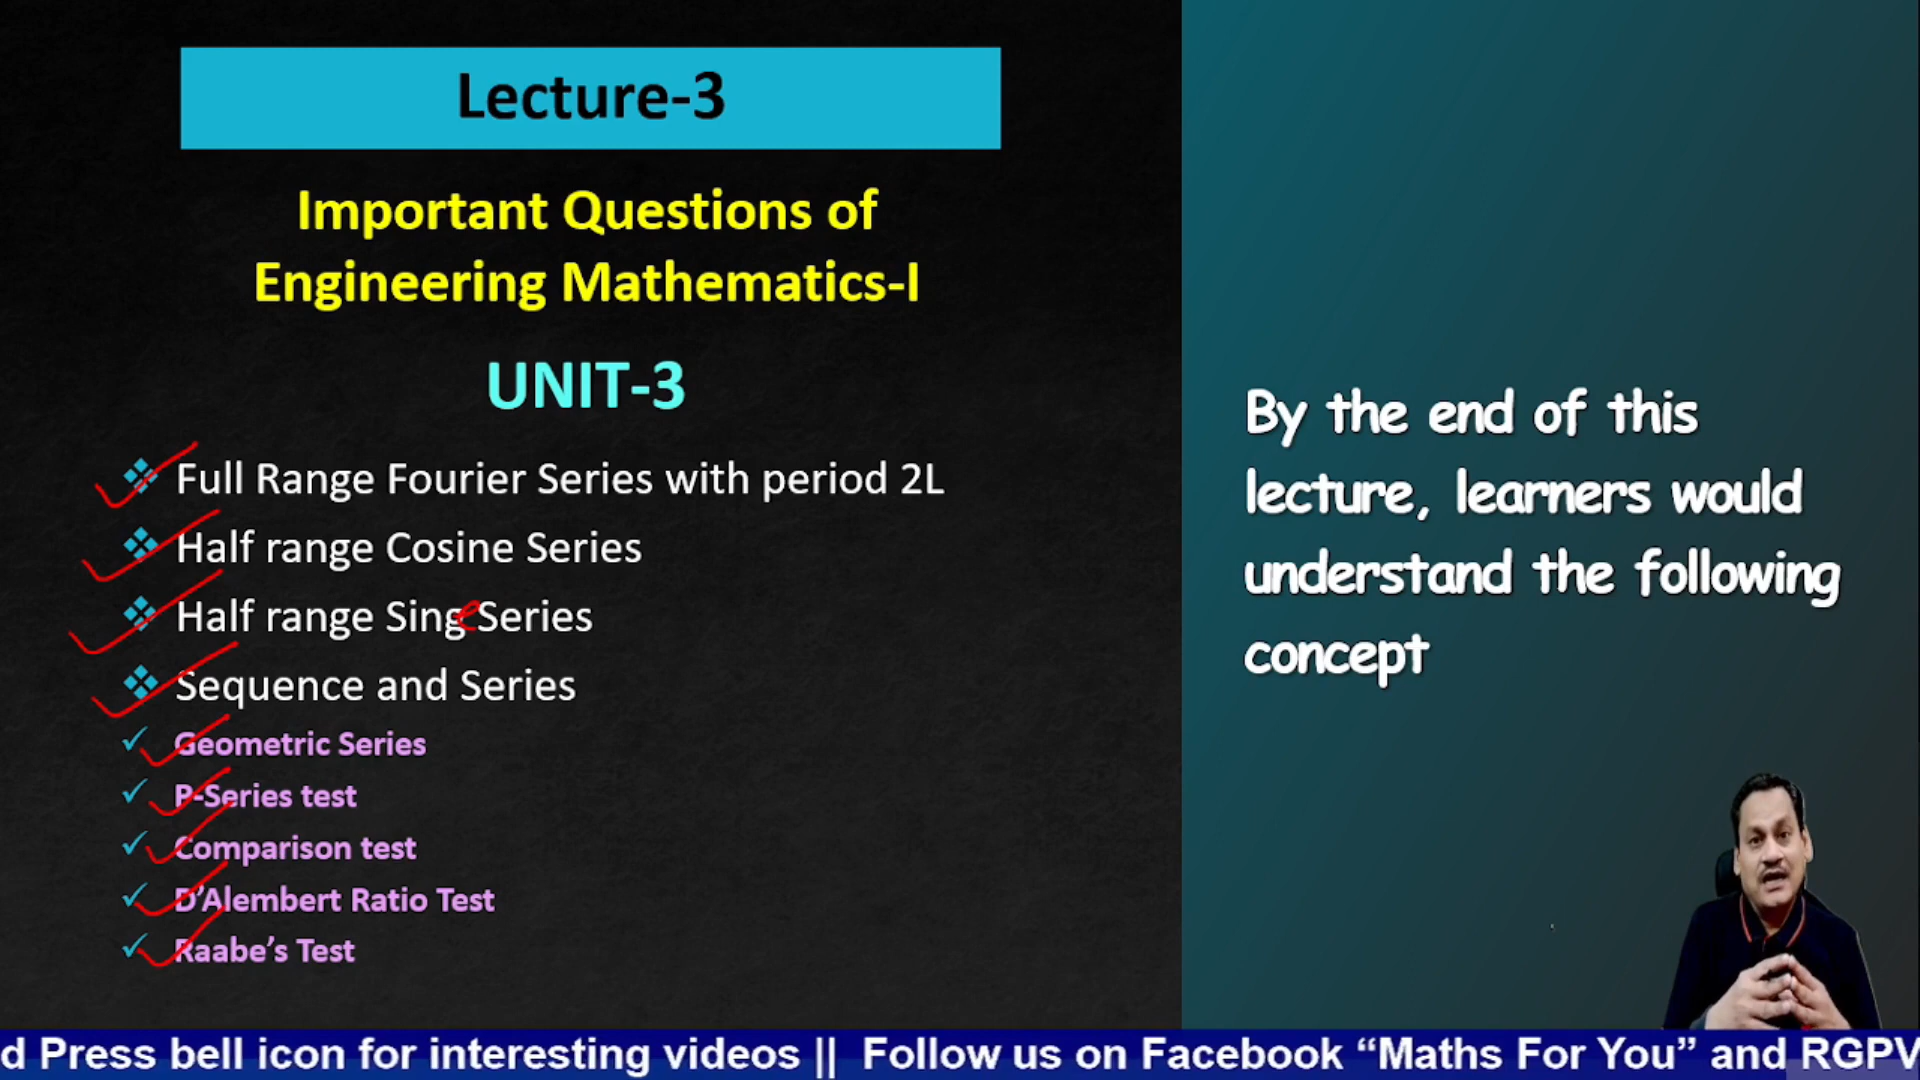 Lecture-3
Important Questions of
Engineering Mathematics-I
UNIT-3
Full Range Fourier Series with period 2L
Half range Cosine Series
Half range Sing e Series
Sequence and Series
Geometric Series
P-Series test
Comparison test
D’Alembert Ratio Test
Raabe’s Test
By the end of this
lecture, learners would
understand the following
concept
d Press bell icon for interesting videos || Follow us on Facebook “Maths For You” and RGPV